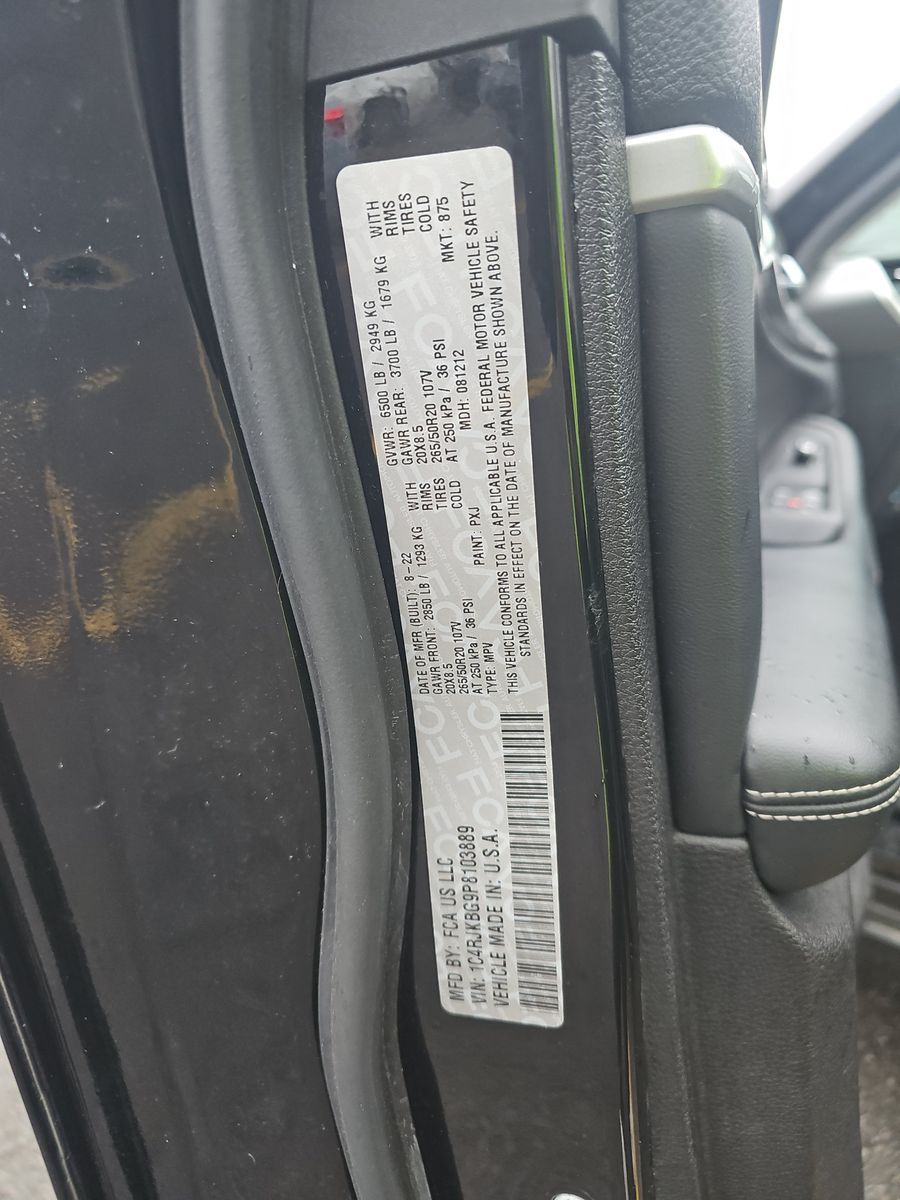 MFD BY: FCA US LLC
VIN: 1C4RJKBG9P8103889
VEHICLE MADE IN: U.S.A.
DATE OF MFR (BUILT): 8-22
GAWR FRONT: 2850 LB / 1293 KG WITH
20X8.5 RIMS
265/50R20 107V TIRES
AT 250 kPa / 36 PSI COLD
TYPE: MPV PAINT: PXJ
GVWR: 6500 LB / 2949 KG
GAWR REAR: 3700 LB / 1679 KG WITH
20X8.5 RIMS
265/50R20 107V TIRES
AT 250 kPa / 36 PSI COLD
MDH: 081212 MKT: 875
THIS VEHICLE CONFORMS TO ALL APPLICABLE U.S.A. FEDERAL MOTOR VEHICLE SAFETY
STANDARDS IN EFFECT ON THE DATE OF MANUFACTURE SHOWN ABOVE.